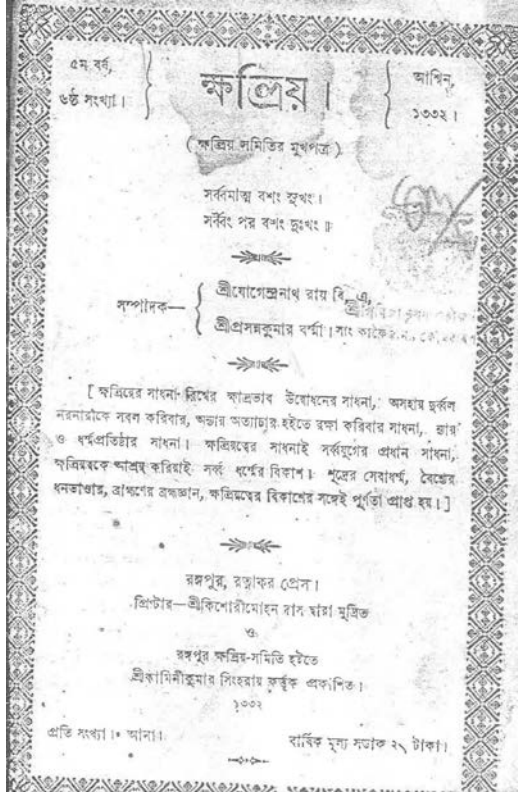 ৫ম বর্ষ,
৬ষ্ঠ সংখ্যা।
ক্ষত্রিয়।
আশ্বিন,
১৩৩২।
( ক্ষত্রিয় সমিতির মুখপত্র )
সর্ব্বমাত্ম বশং সুখং।
সর্ব্বং পর বশং দুঃখং॥
সম্পাদক—
শ্রীযোগেন্দ্রনাথ রায় বি, এ,
শ্রীপ্রসন্নকুমার বর্ম্মা।
[ ক্ষত্রিয়ের সাধনা বিশ্বের ক্ষাত্রভাব উদ্বোধনের সাধনা, অসহায় দুর্ব্বল
নরনারীকে সবল করিবার, অন্যায় অত্যাচার হইতে রক্ষা করিবার সাধনা, ন্যায়
ও ধর্ম্মপ্রতিষ্ঠার সাধনা। ক্ষত্রিয়ত্বের সাধনাই সর্ব্বযুগের প্রধান সাধনা,
ক্ষত্রিয়ত্বকে আশ্রয় করিয়াই সর্ব্ব ধর্ম্মের বিকাশ। শূদ্রের সেবাধর্ম্ম, বৈশ্যের
ধনভাণ্ডার, ব্রাহ্মণের ব্রহ্মজ্ঞান, ক্ষত্রিয়ত্বের বিকাশের সঙ্গেই পূর্ণতা প্রাপ্ত হয়। ]
রঙ্গপুর, রত্নাকর প্রেস।
প্রিন্টার—শ্রীকিশোরীমোহন দাস দ্বারা মুদ্রিত
ও
রঙ্গপুর ক্ষত্রিয়-সমিতি হইতে
শ্রীকামিনীকুমার সিংহরায় কর্ত্তৃক প্রকাশিত।
১৩৩২
প্রতি সংখ্যা।• আনা।
বার্ষিক মূল্য সডাক ২৲ টাকা।